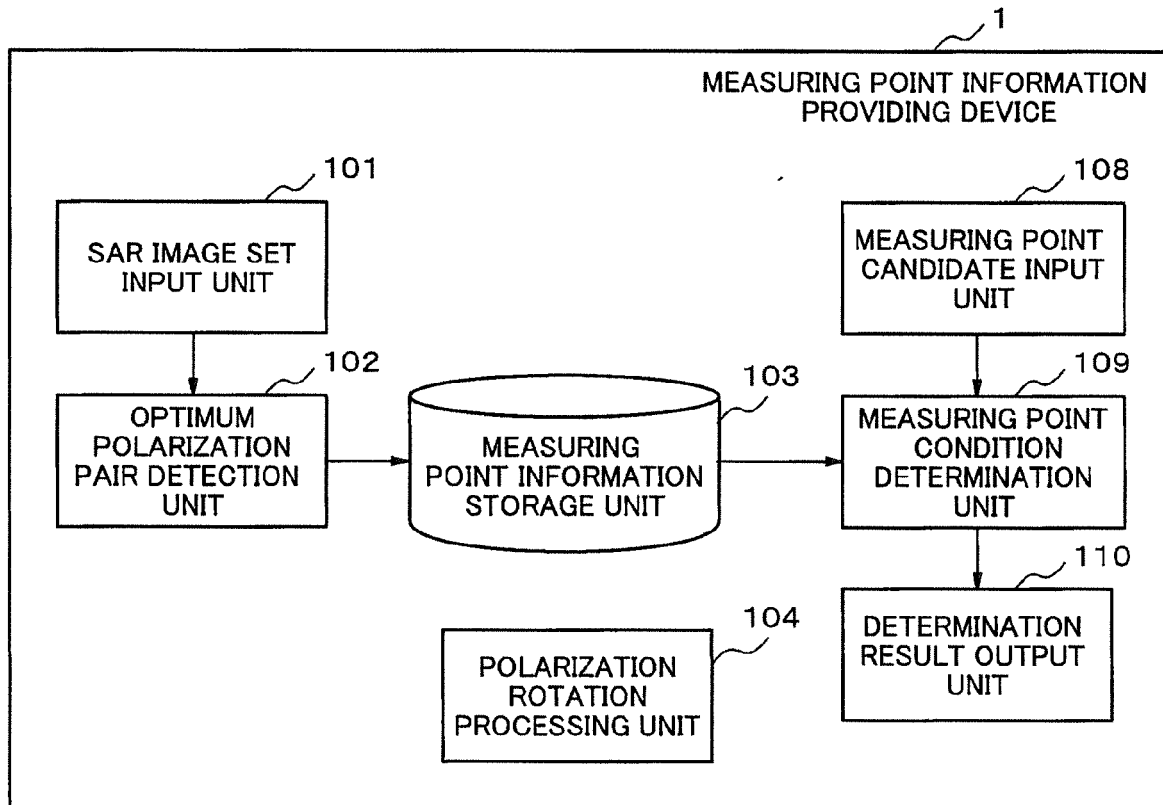 1
MEASURING POINT INFORMATION
PROVIDING DEVICE
101
SAR IMAGE SET
INPUT UNIT
102
OPTIMUM
POLARIZATION
PAIR DETECTION
UNIT
103
MEASURING
POINT INFORMATION
STORAGE UNIT
104
POLARIZATION
ROTATION
PROCESSING UNIT
108
MEASURING POINT
CANDIDATE INPUT
UNIT
109
MEASURING POINT
CONDITION
DETERMINATION
UNIT
110
DETERMINATION
RESULT OUTPUT
UNIT